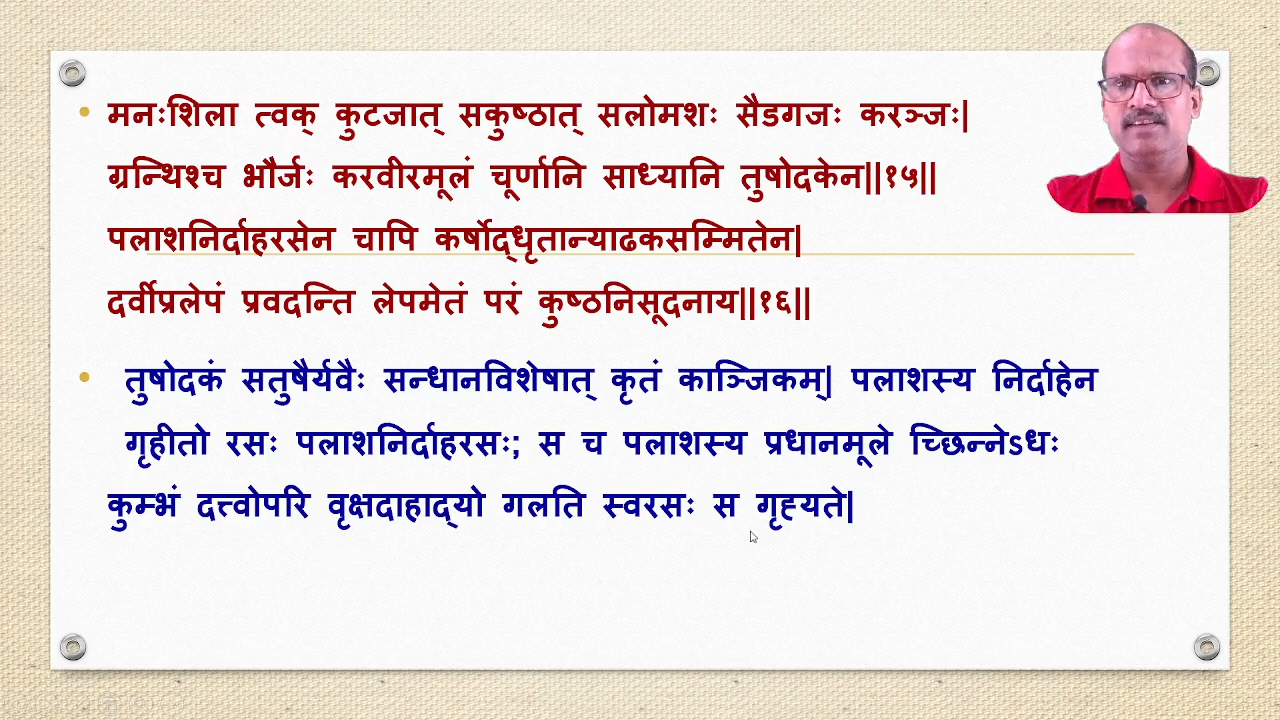 मनःशिला त्वक् कुटजात् सकुष्ठात् सलोमशः सैडगजः करञ्जः|
ग्रन्थिश्च भौर्जः करवीरमूलं चूर्णानि साध्यानि तुषोदकेन||१५||
पलाशनिर्दाहरसेन चापि कर्षोद्धृतान्याढकसम्मितेन|
दर्वीप्रलेपं प्रवदन्ति लेपमेतं परं कुष्ठनिसूदनाय||१६||
तुषोदकं सतुषैर्यवैः सन्धानविशेषात् कृतं काञ्जिकम्| पलाशस्य निर्दाहेन
गृहीतो रसः पलाशनिर्दाहरसः; स च पलाशस्य प्रधानमूले च्छिन्नेऽधः
कुम्भं दत्त्वोपरि वृक्षदाहाद्यो गलति स्वरसः स गृह्यते|